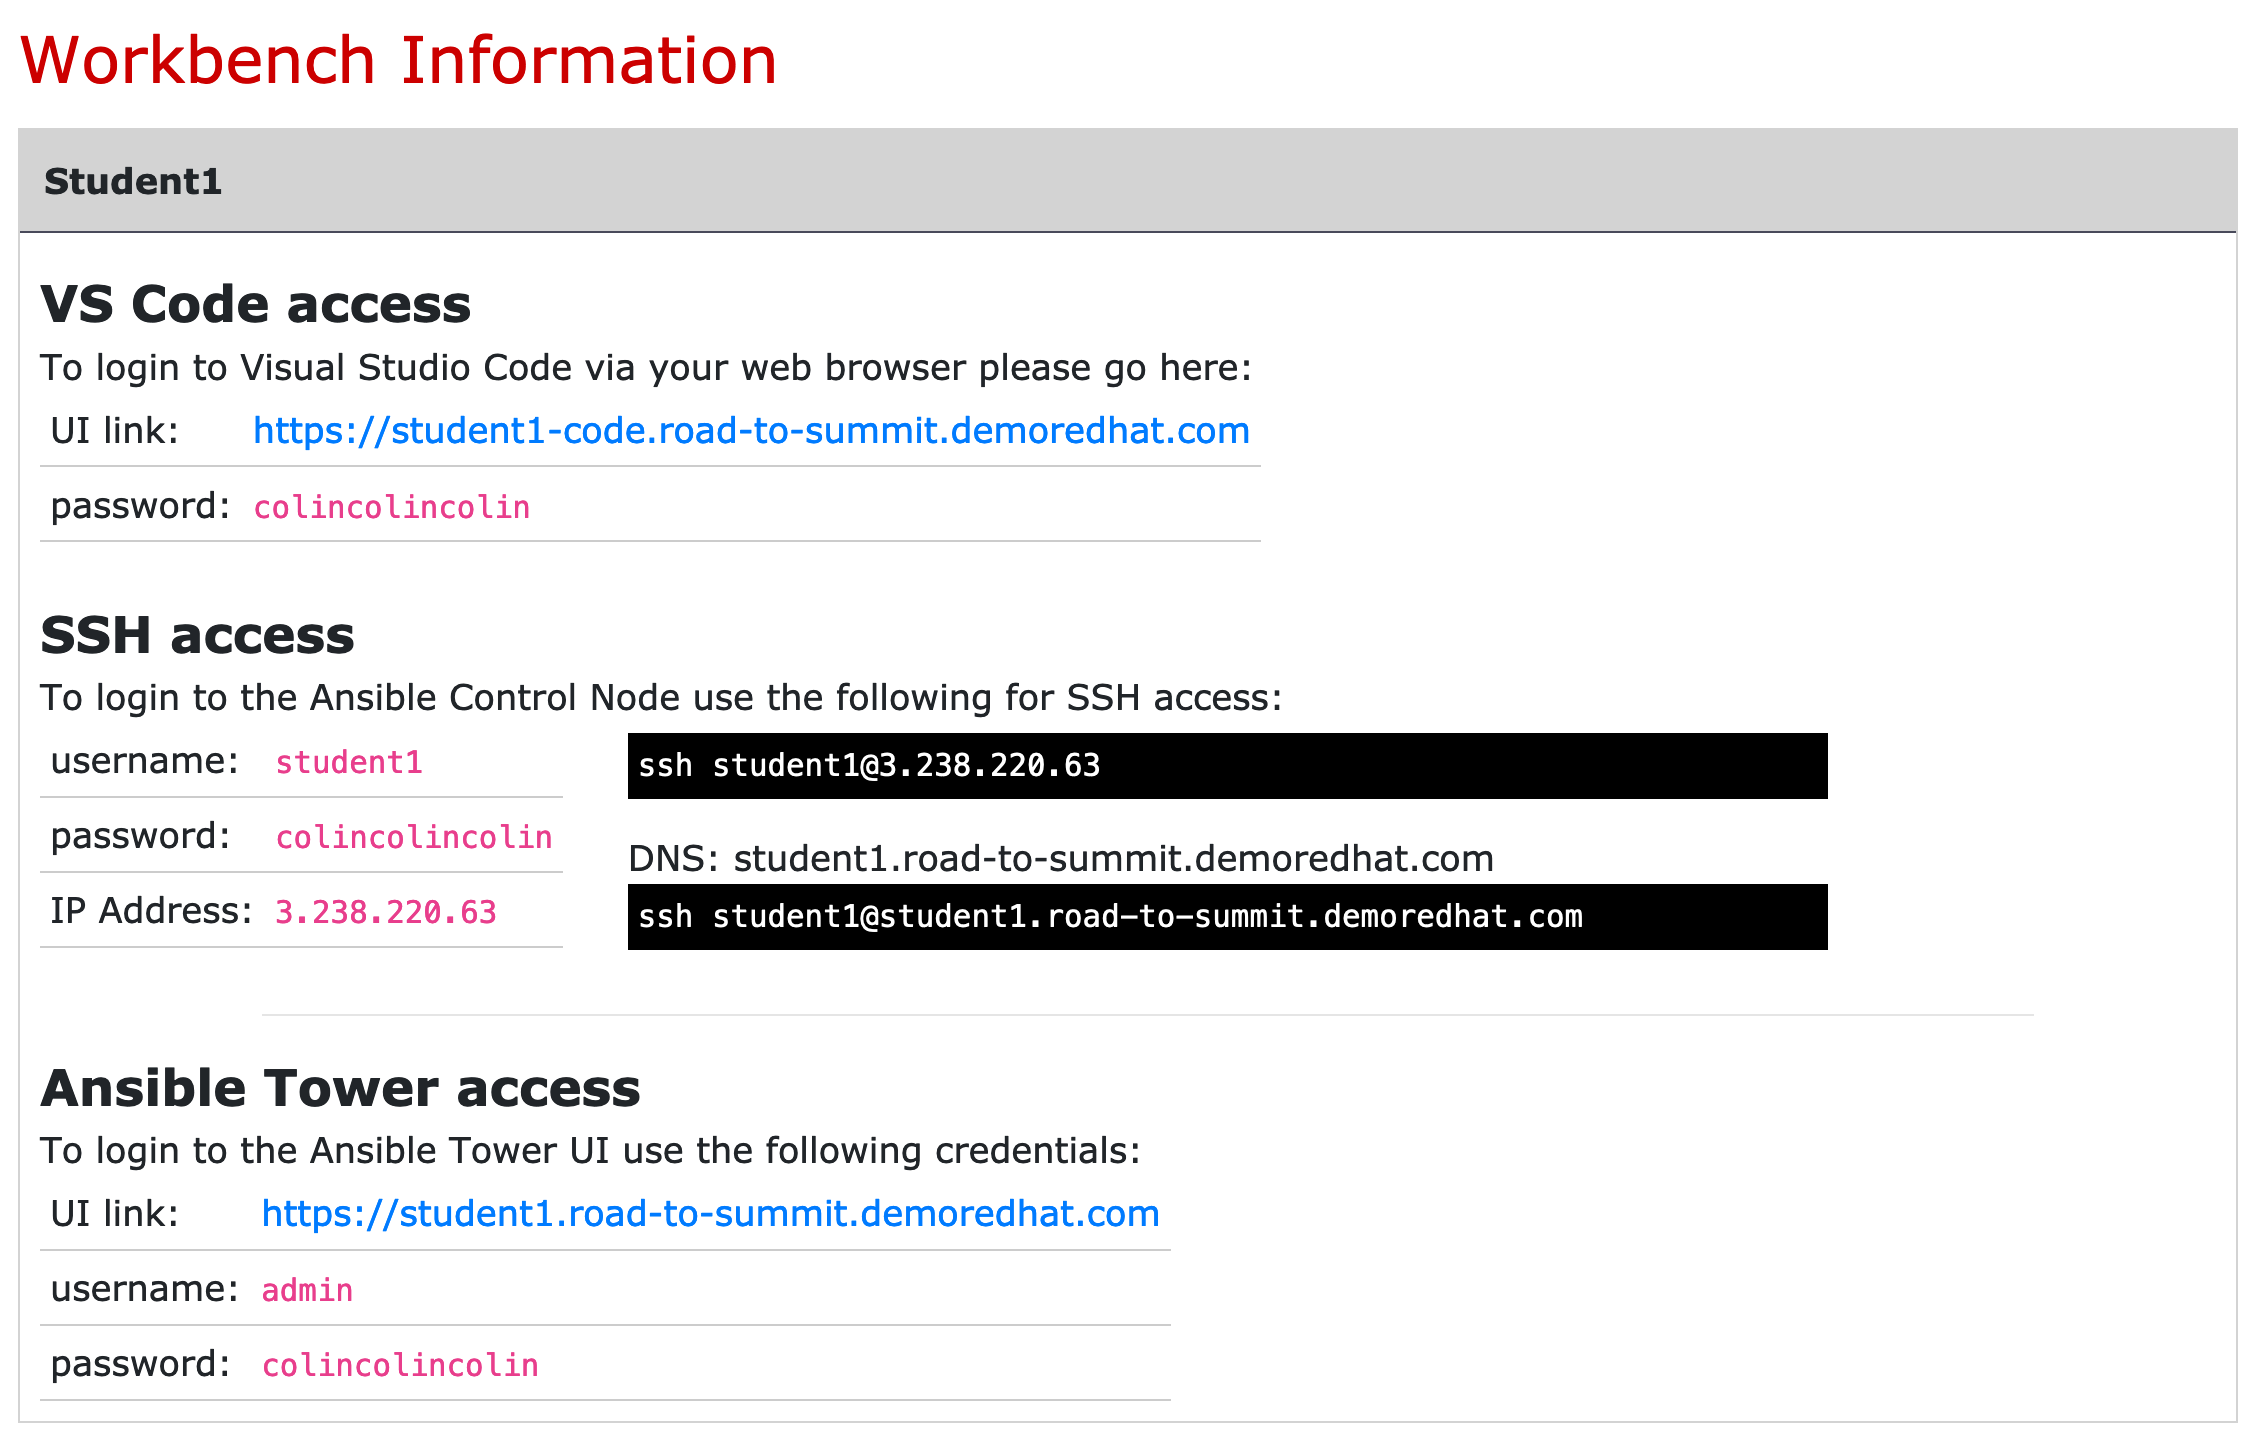 Workbench Information
Student1
VS Code access
To login to Visual Studio Code via your web browser please go here:
UI link: https://student1-code.road-to-summit.demoredhat.com
password: colincolincolin
SSH access
To login to the Ansible Control Node use the following for SSH access:
username: student1
password: colincolincolin
IP Address: 3.238.220.63
ssh student1@3.238.220.63
DNS: student1.road-to-summit.demoredhat.com
ssh student1@student1.road-to-summit.demoredhat.com
Ansible Tower access
To login to the Ansible Tower UI use the following credentials:
UI link: https://student1.road-to-summit.demoredhat.com
username: admin
password: colincolincolin